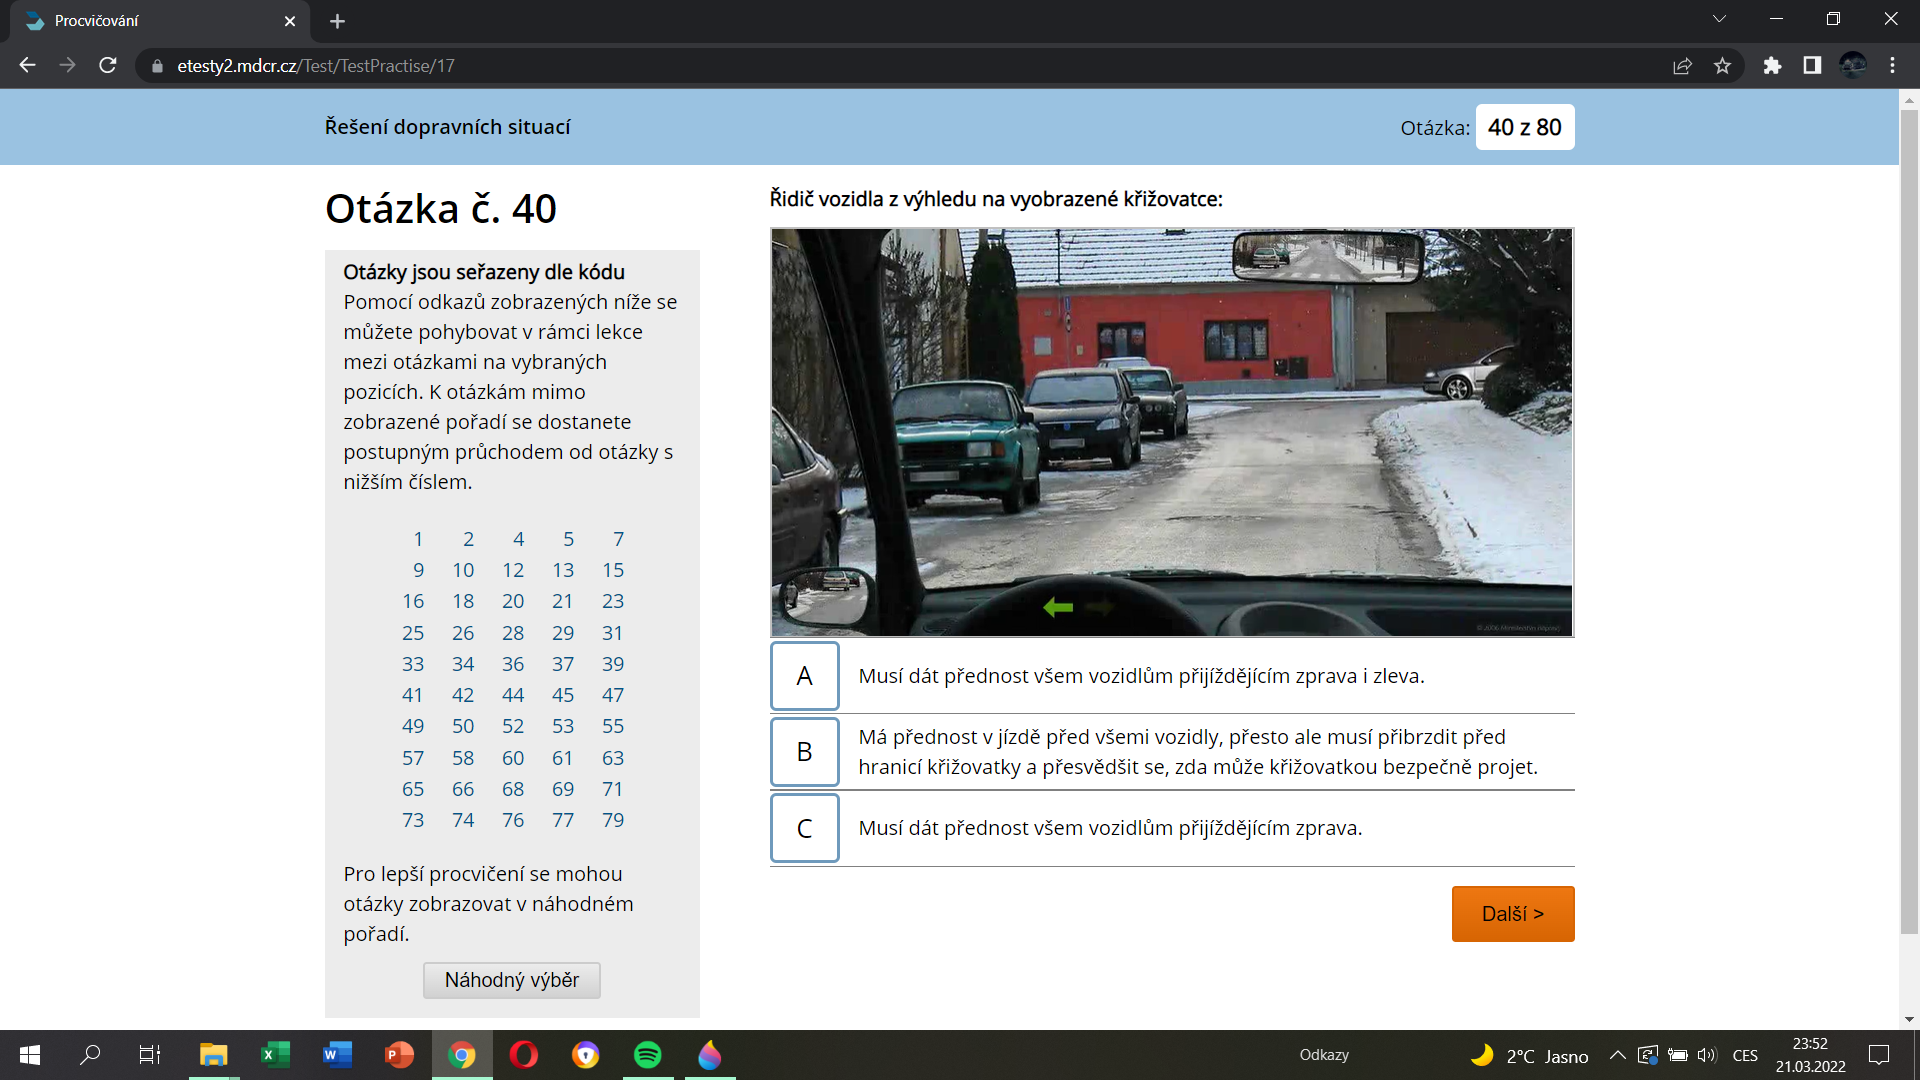 Procvičování
etesty2.mdcr.cz/Test/TestPractise/17
Řešení dopravních situací
Otázka: 40 z 80
Otázka č. 40
Otázky jsou seřazeny dle kódu
Pomocí odkazů zobrazených níže se
můžete pohybovat v rámci lekce
mezi otázkami na vybraných
pozicích. K otázkám mimo
zobrazené pořadí se dostanete
postupným průchodem od otázky s
nižším číslem.
1 2 4 5 7
9 10 12 13 15
16 18 20 21 23
25 26 28 29 31
33 34 36 37 39
41 42 44 45 47
49 50 52 53 55
57 58 60 61 63
65 66 68 69 71
73 74 76 77 79
Pro lepší procvičení se mohou
otázky zobrazovat v náhodném
pořadí.
Náhodný výběr
Řidič vozidla z výhledu na vyobrazené křižovatce:
© 2006 Ministerstvo dopravy
A Musí dát přednost všem vozidlům přijíždějícím zprava i zleva.
B Má přednost v jízdě před všemi vozidly, přesto ale musí přibrzdit před
hranicí křižovatky a přesvědšit se, zda může křižovatkou bezpečně projet.
C Musí dát přednost všem vozidlům přijíždějícím zprava.
Další >
Odkazy
2°C Jasno
CES
23:52
21.03.2022